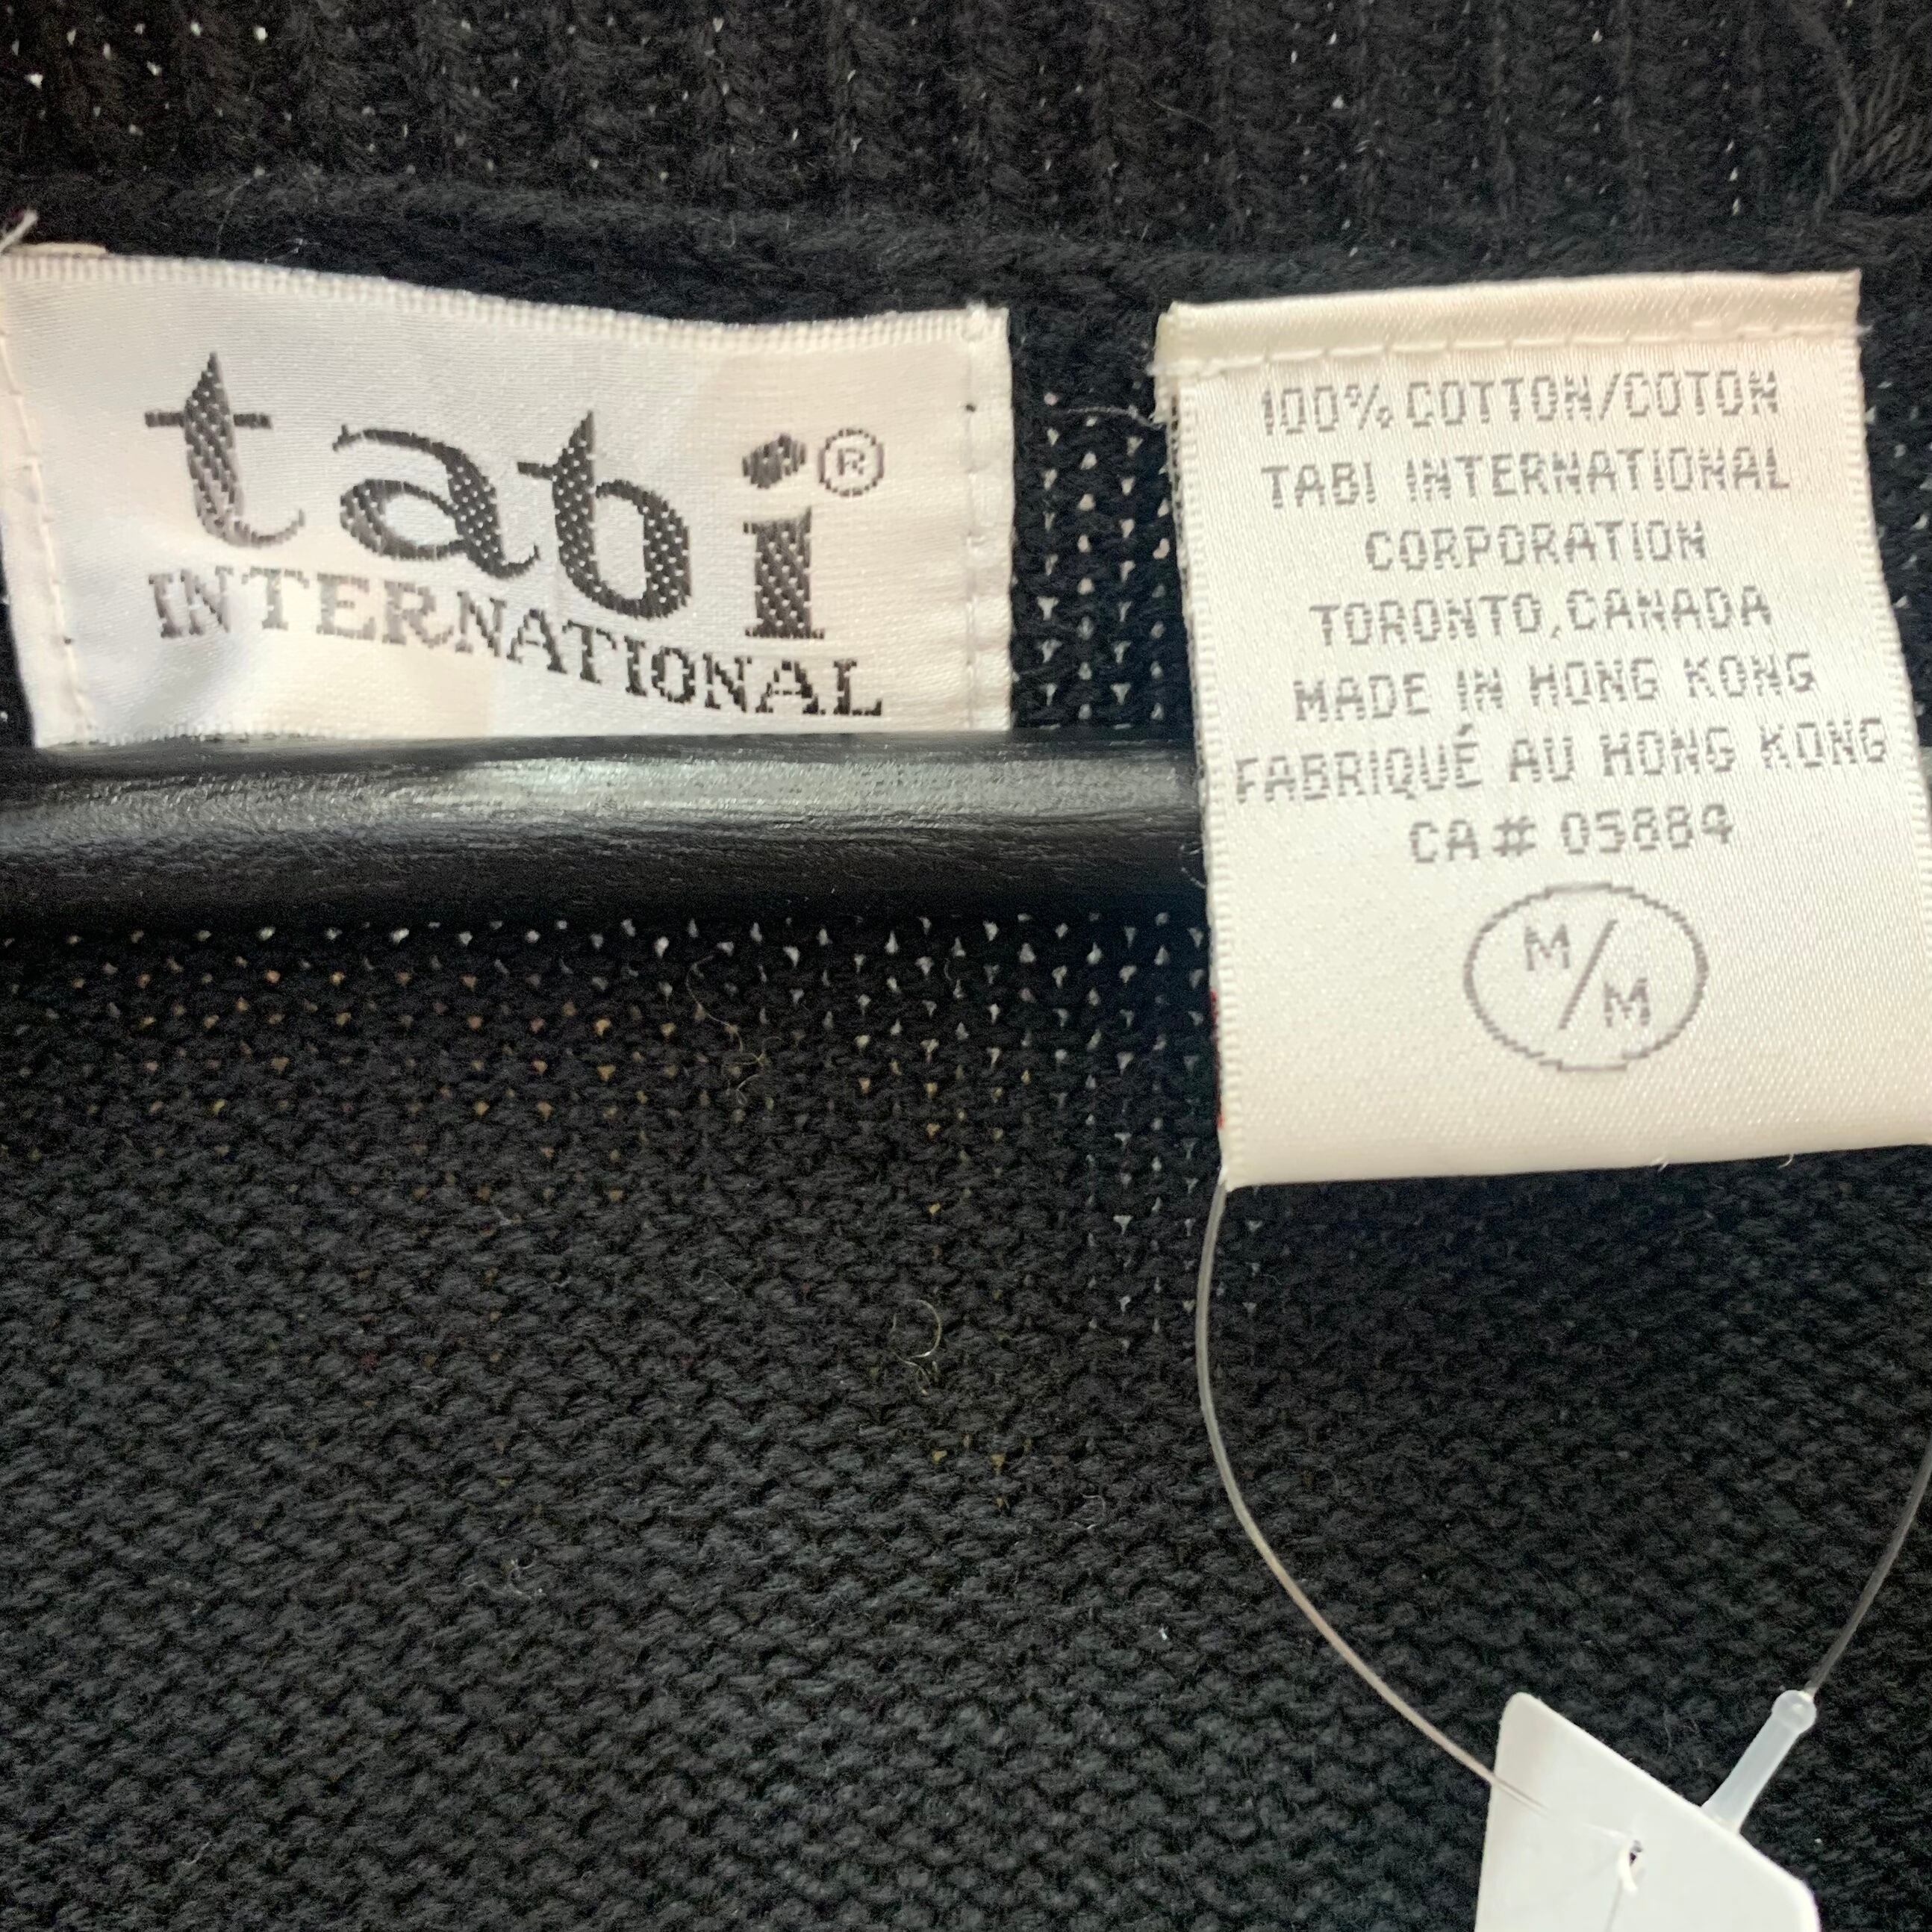 tabi®
INTERNATIONAL
100% COTTON/COTON
TABI INTERNATIONAL
CORPORATION
TORONTO, CANADA
MADE IN HONG KONG
FABRIQUÉ AU HONG KONG
CA# 05884
M/M